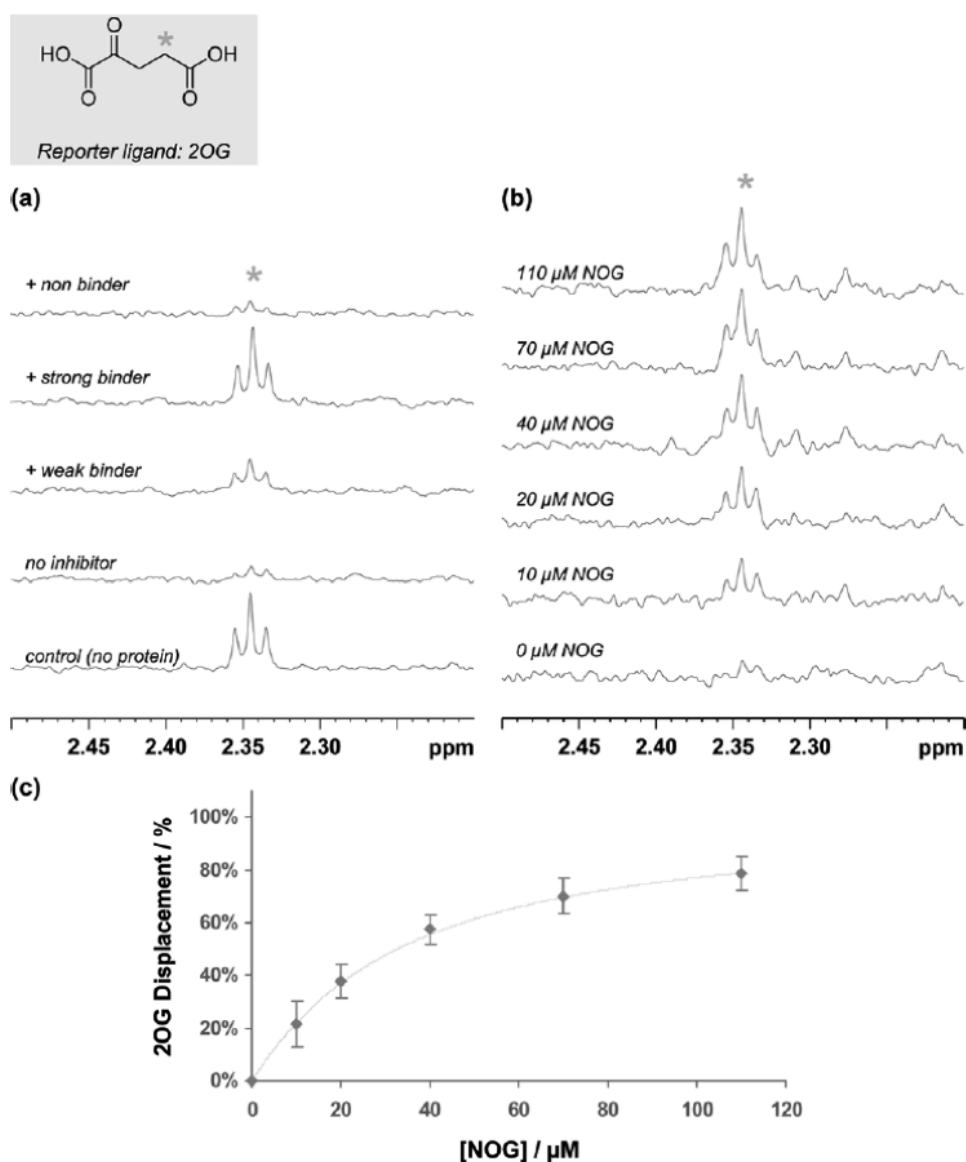 O
*
HO
OH
O
O
Reporter ligand: 2OG
(a)
*
+ non binder
+ strong binder
+ weak binder
no inhibitor
control (no protein)
2.45 2.40 2.35 2.30 ppm
(b)
*
110 µM NOG
70 µM NOG
40 µM NOG
20 µM NOG
10 µM NOG
0 µM NOG
2.45 2.40 2.35 2.30 ppm
(c)
2OG Displacement / %
100%
80%
60%
40%
20%
0%
0 20 40 60 80 100 120
[NOG] / µM